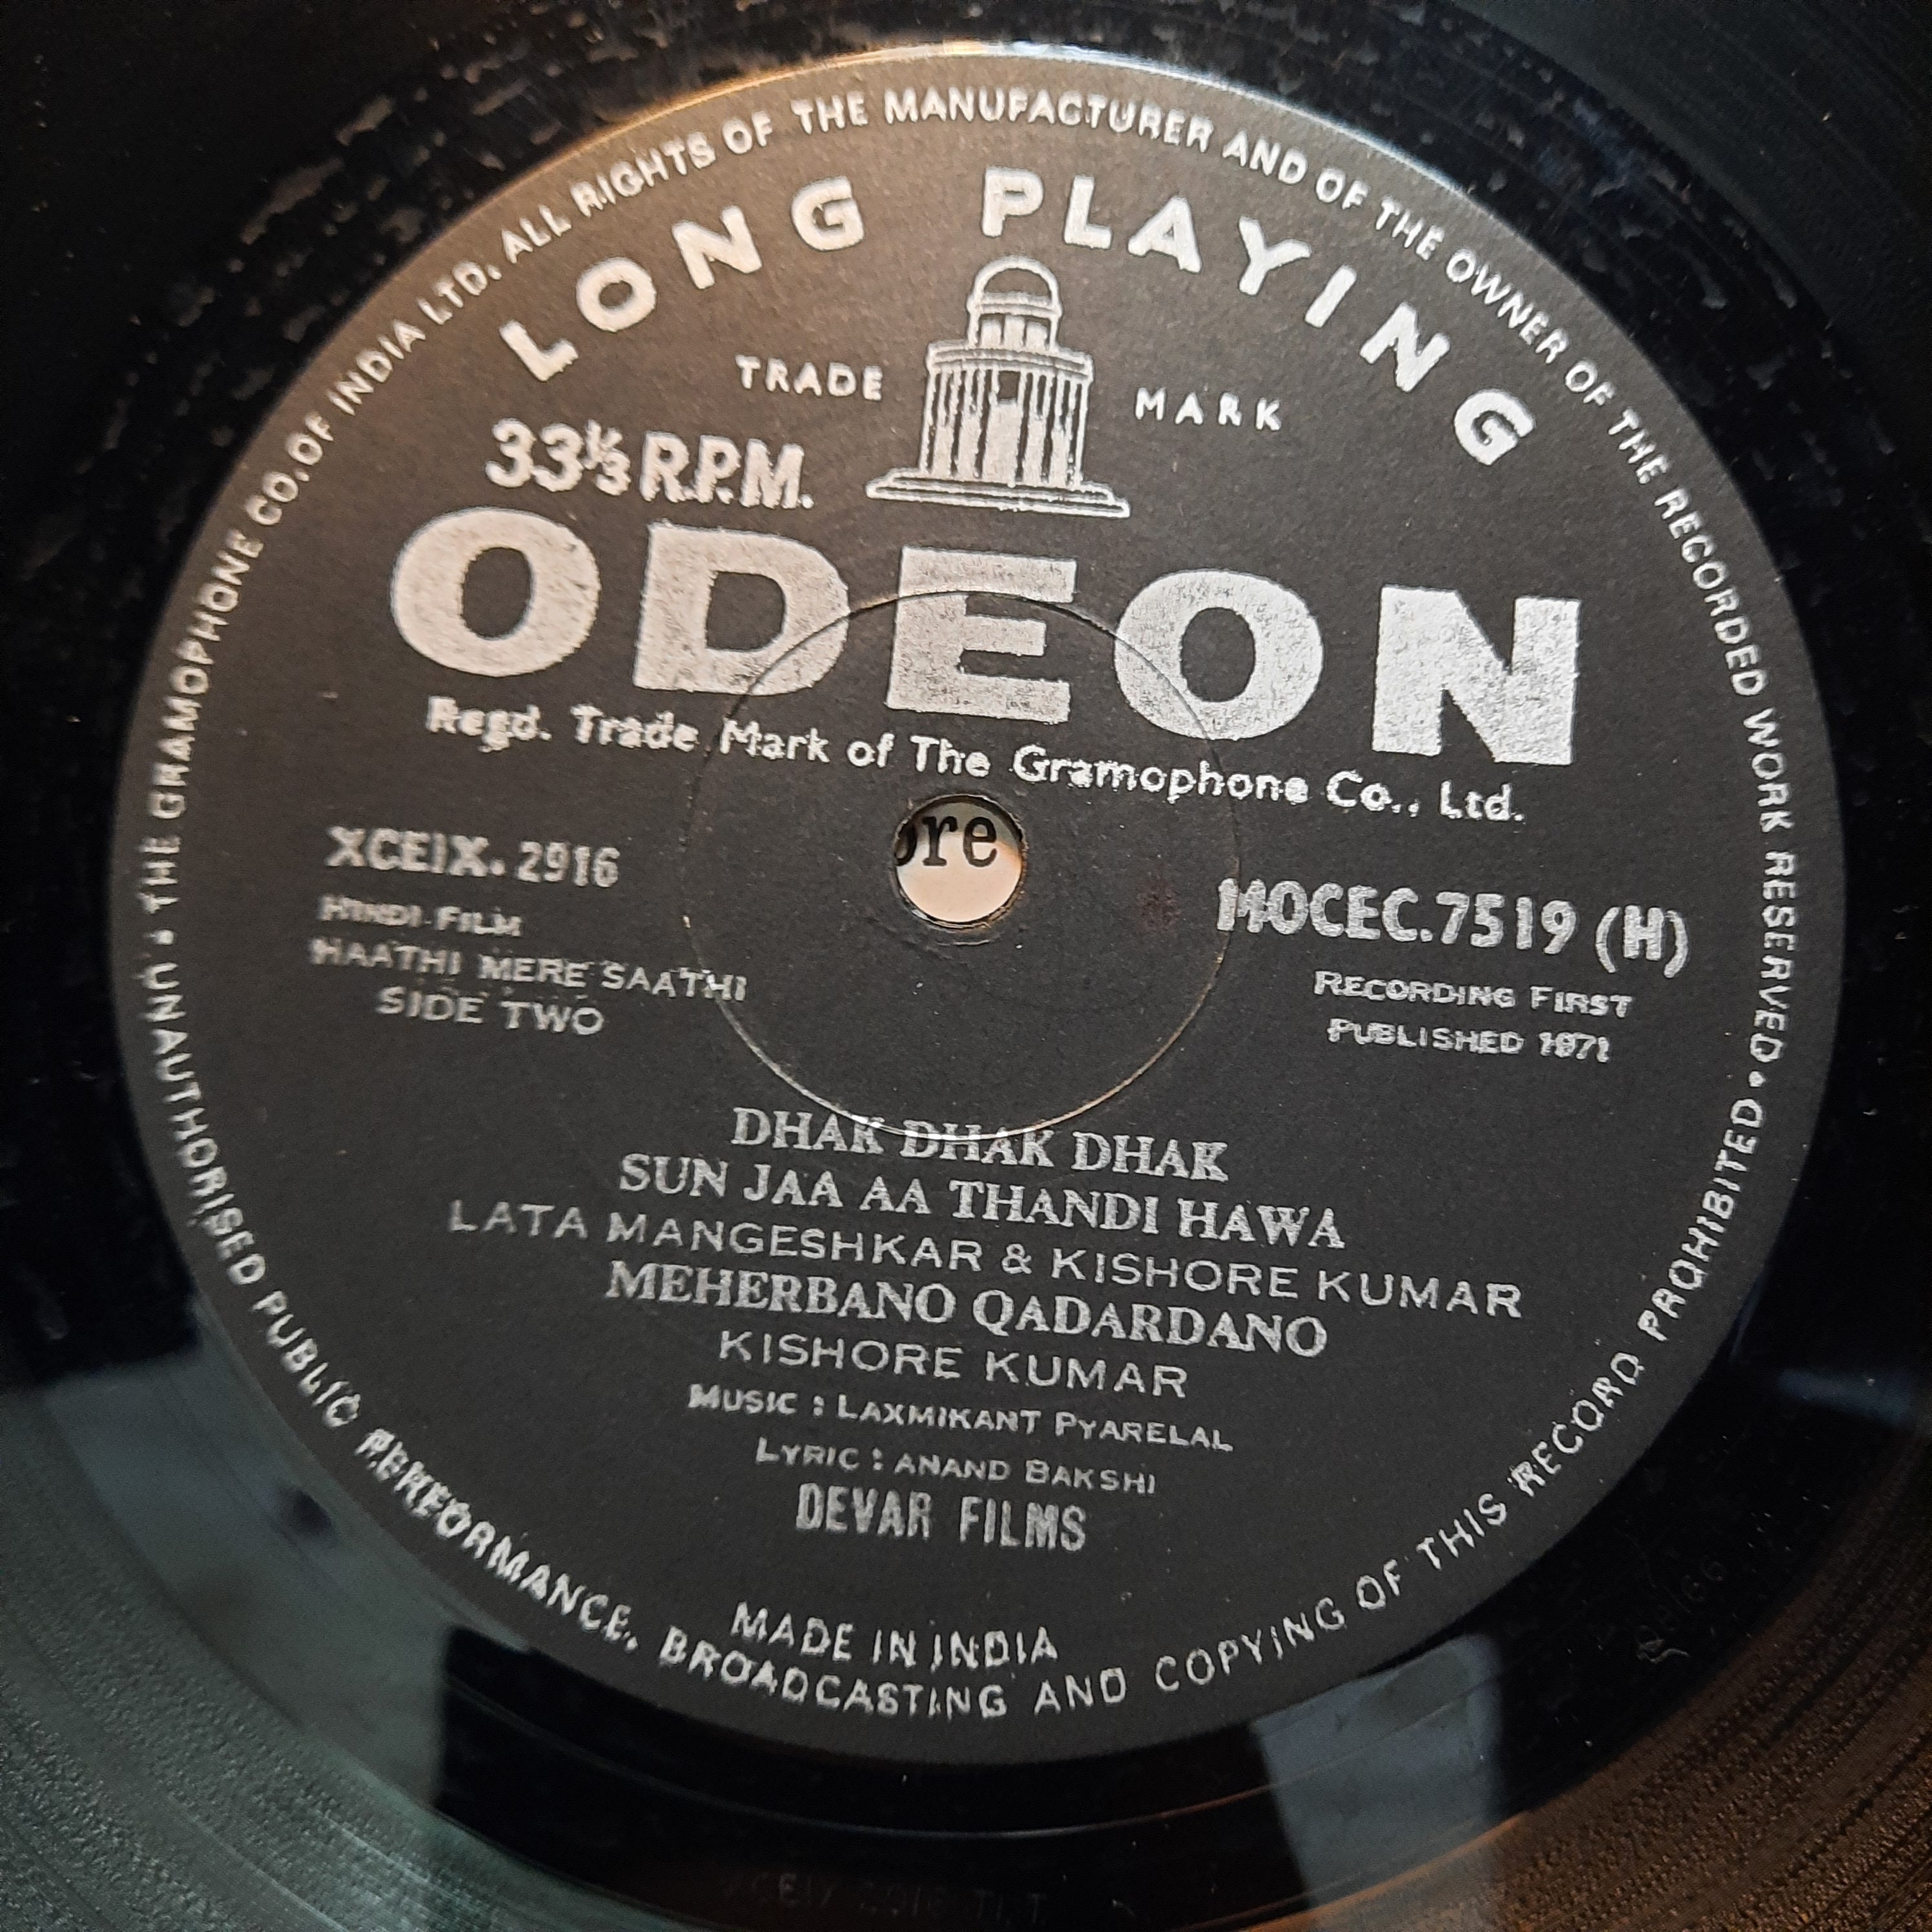 THE GRAMOPHONE CO. OF INDIA LTD. ALL RIGHTS OF THE MANUFACTURER AND OF THE OWNER OF THE RECORDED WORK RESERVED • UNAUTHORISED PUBLIC PERFORMANCE, BROADCASTING AND COPYING OF THIS RECORD PROHIBITED •
LONG PLAYING
TRADE MARK
33⅓ R.P.M.
ODEON
Regd. Trade Mark of The Gramophone Co., Ltd.
ore
XCEIX. 2916
HINDI FILM
HAATHI MERE SAATHI
SIDE TWO
MOCEC.7519 (H)
RECORDING FIRST
PUBLISHED 1971
DHAK DHAK DHAK
SUN JAA AA THANDI HAWA
LATA MANGESHKAR & KISHORE KUMAR
MEHERBANO QADARDANO
KISHORE KUMAR
MUSIC : LAXMIKANT PYARELAL
LYRIC : ANAND BAKSHI
DEVAR FILMS
MADE IN INDIA